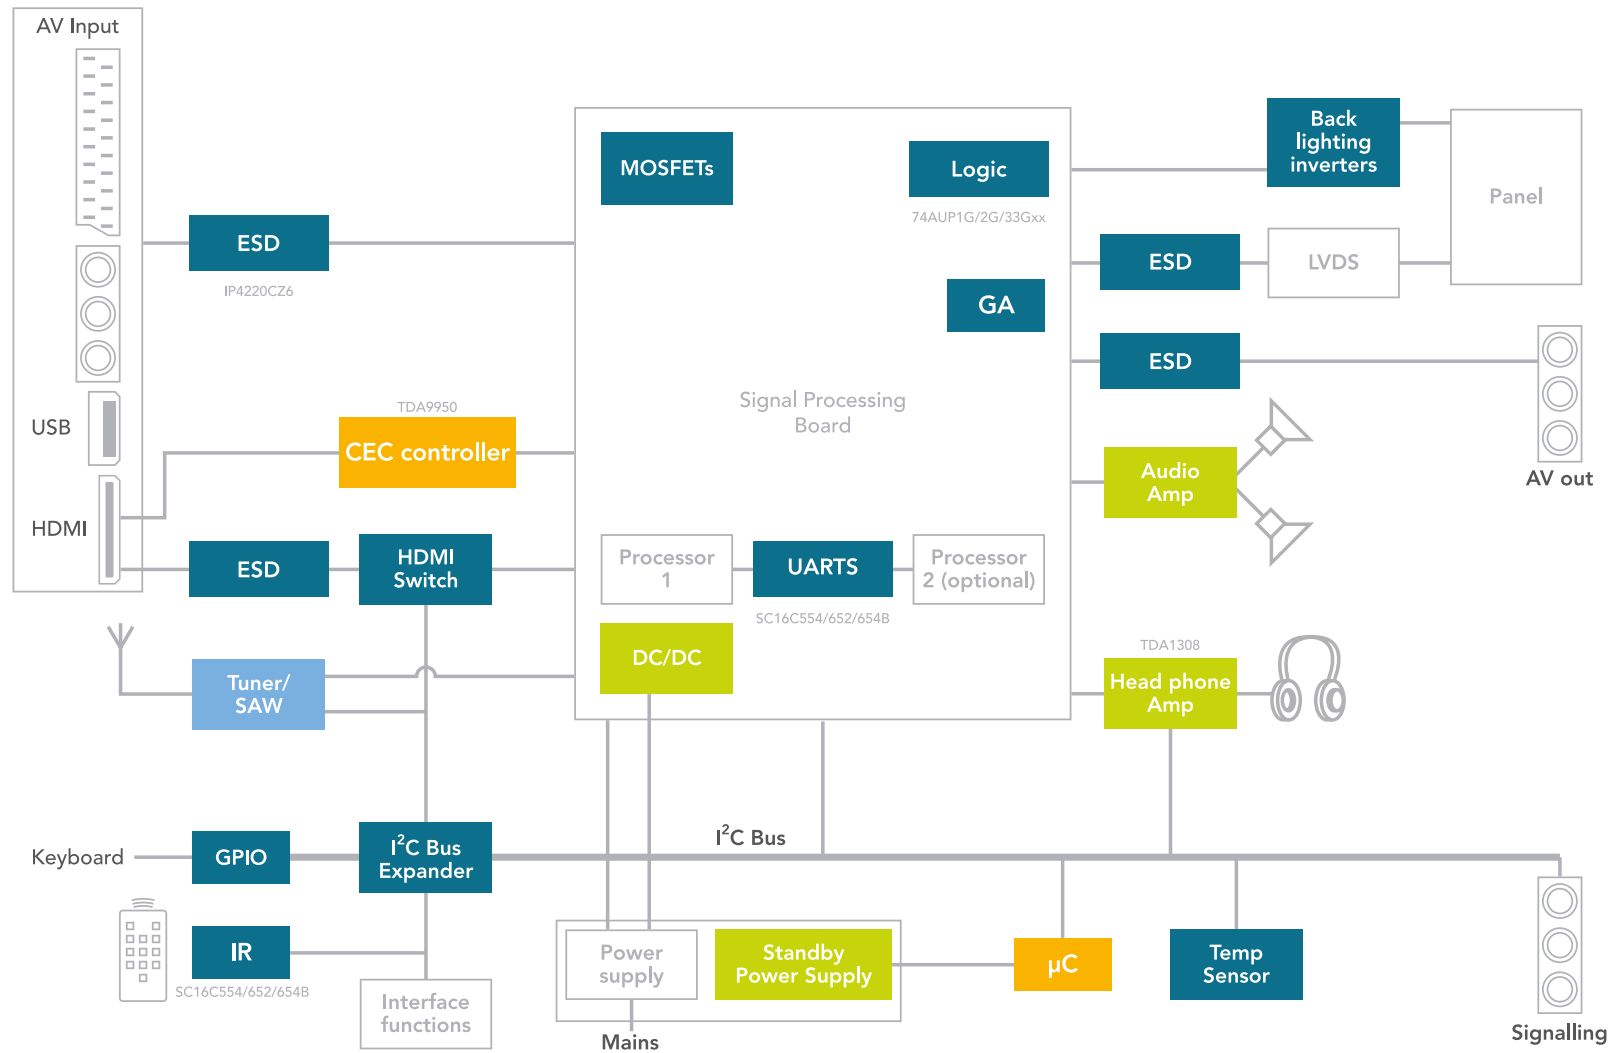 AV Input
USB
HDMI
ESD
IP4220CZ6
TDA9950
CEC controller
ESD
HDMI
Switch
Tuner/
SAW
MOSFETs
Logic
74AUP1G/2G/33Gxx
GA
Signal Processing
Board
Processor
1
UARTS
SC16C554/652/654B
Processor
2 (optional)
DC/DC
Back
lighting
inverters
Panel
ESD
LVDS
ESD
AV out
Audio
Amp
TDA1308
Head phone
Amp
Keyboard
GPIO
I²C Bus
Expander
I²C Bus
IR
SC16C554/652/654B
Interface
functions
Power
supply
Standby
Power Supply
Mains
µC
Temp
Sensor
Signalling